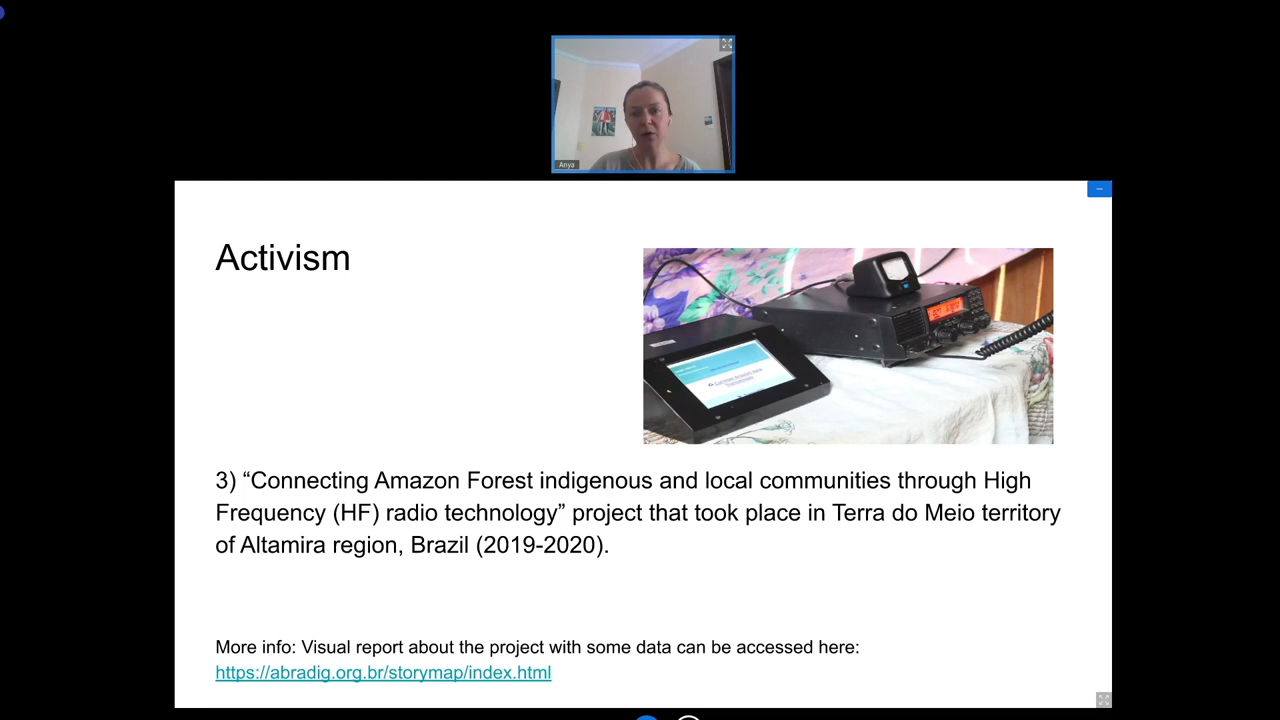 Anya
Activism
3) “Connecting Amazon Forest indigenous and local communities through High
Frequency (HF) radio technology” project that took place in Terra do Meio territory
of Altamira region, Brazil (2019-2020).
More info: Visual report about the project with some data can be accessed here:
https://abradig.org.br/storymap/index.html